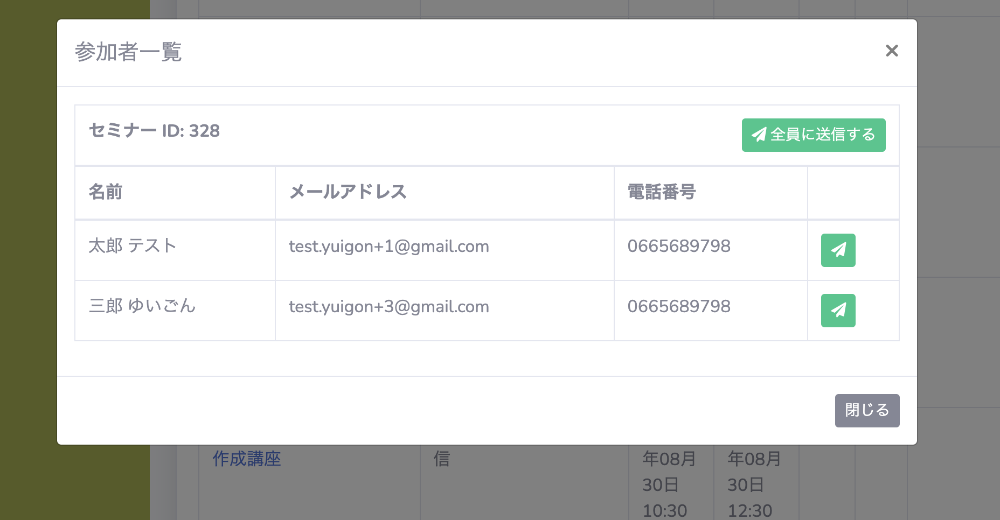 参加者一覧
セミナー ID: 328
全員に送信する
名前 メールアドレス 電話番号
太郎 テスト test.yuigon+1@gmail.com 0665689798
三郎 ゆいごん test.yuigon+3@gmail.com 0665689798
閉じる
作成講座 信 年08月 年08月
30日 30日
10:30 12:30